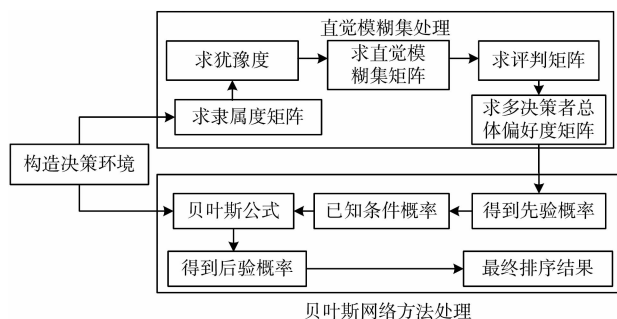 直觉模糊集处理
求犹豫度
求直觉模
糊集矩阵
求评判矩阵
求隶属度矩阵
求多决策者总
体偏好度矩阵
构造决策环境
贝叶斯公式
已知条件概率
得到先验概率
得到后验概率
最终排序结果
贝叶斯网络方法处理